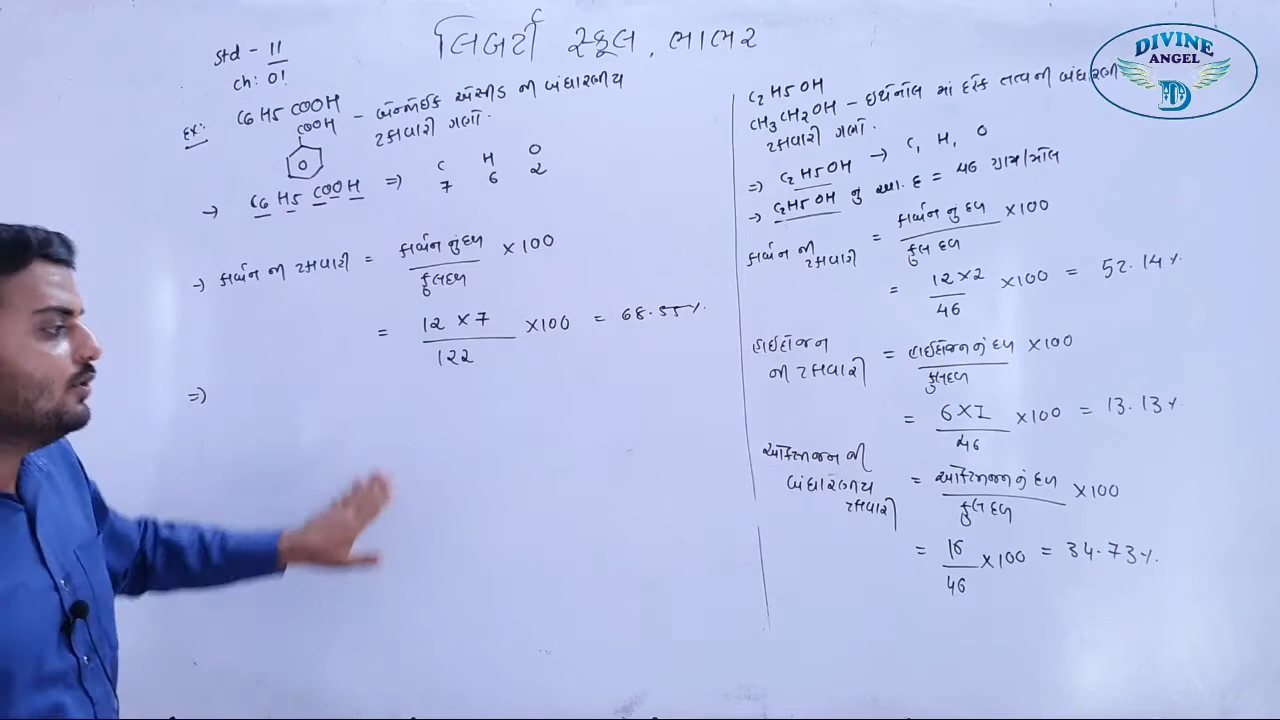 લિબર્ટી સ્કૂલ, ભાભર
Std - 11
ch: 01
DIVINE
ANGEL
D
Ex:
C6H5COOH
COOH - બેન્ઝોઈક એસીડ ની બંધારણીય
ટકાવારી ગણો.
→ C6H5COOH => C H O
7 6 2
→ કાર્બન ની ટકાવારી = કાર્બન નું દળ / કુલ દળ × 100
= 12 × 7 / 122 × 100 = 68.85%
=>
C2H5OH
CH3CH2OH - ઈથેનોલ માં દરેક તત્વ ની બંધારણી
ટકાવારી ગણો.
=> C2H5OH → C, H, O
→ C2H5OH નું આ. દ = 46 ગ્રામ/મોલ
કાર્બન ની ટકાવારી = કાર્બન નું દળ / કુલ દળ × 100
= 12 × 2 / 46 × 100 = 52.14%
હાઈડ્રોજન ની ટકાવારી = હાઈડ્રોજન નું દળ / કુલ દળ × 100
= 6 × 1 / 46 × 100 = 13.13%
ઓક્સિજન ની બંધારણીય ટકાવારી = ઓક્સિજન નું દળ / કુલ દળ × 100
= 16 / 46 × 100 = 34.73%